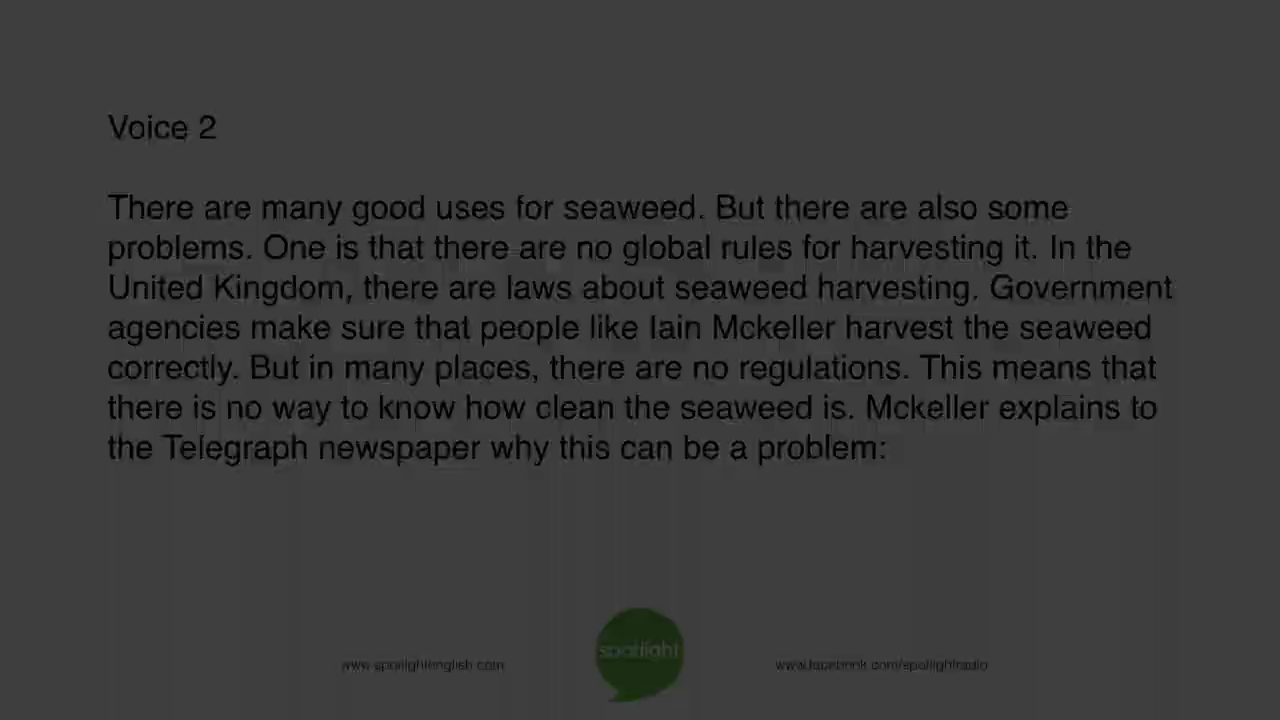 Voice 2
There are many good uses for seaweed. But there are also some
problems. One is that there are no global rules for harvesting it. In the
United Kingdom, there are laws about seaweed harvesting. Government
agencies make sure that people like Iain Mckeller harvest the seaweed
correctly. But in many places, there are no regulations. This means that
there is no way to know how clean the seaweed is. Mckeller explains to
the Telegraph newspaper why this can be a problem:
www.spotlightenglish.com
spotlight
www.facebook.com/spotlightradio